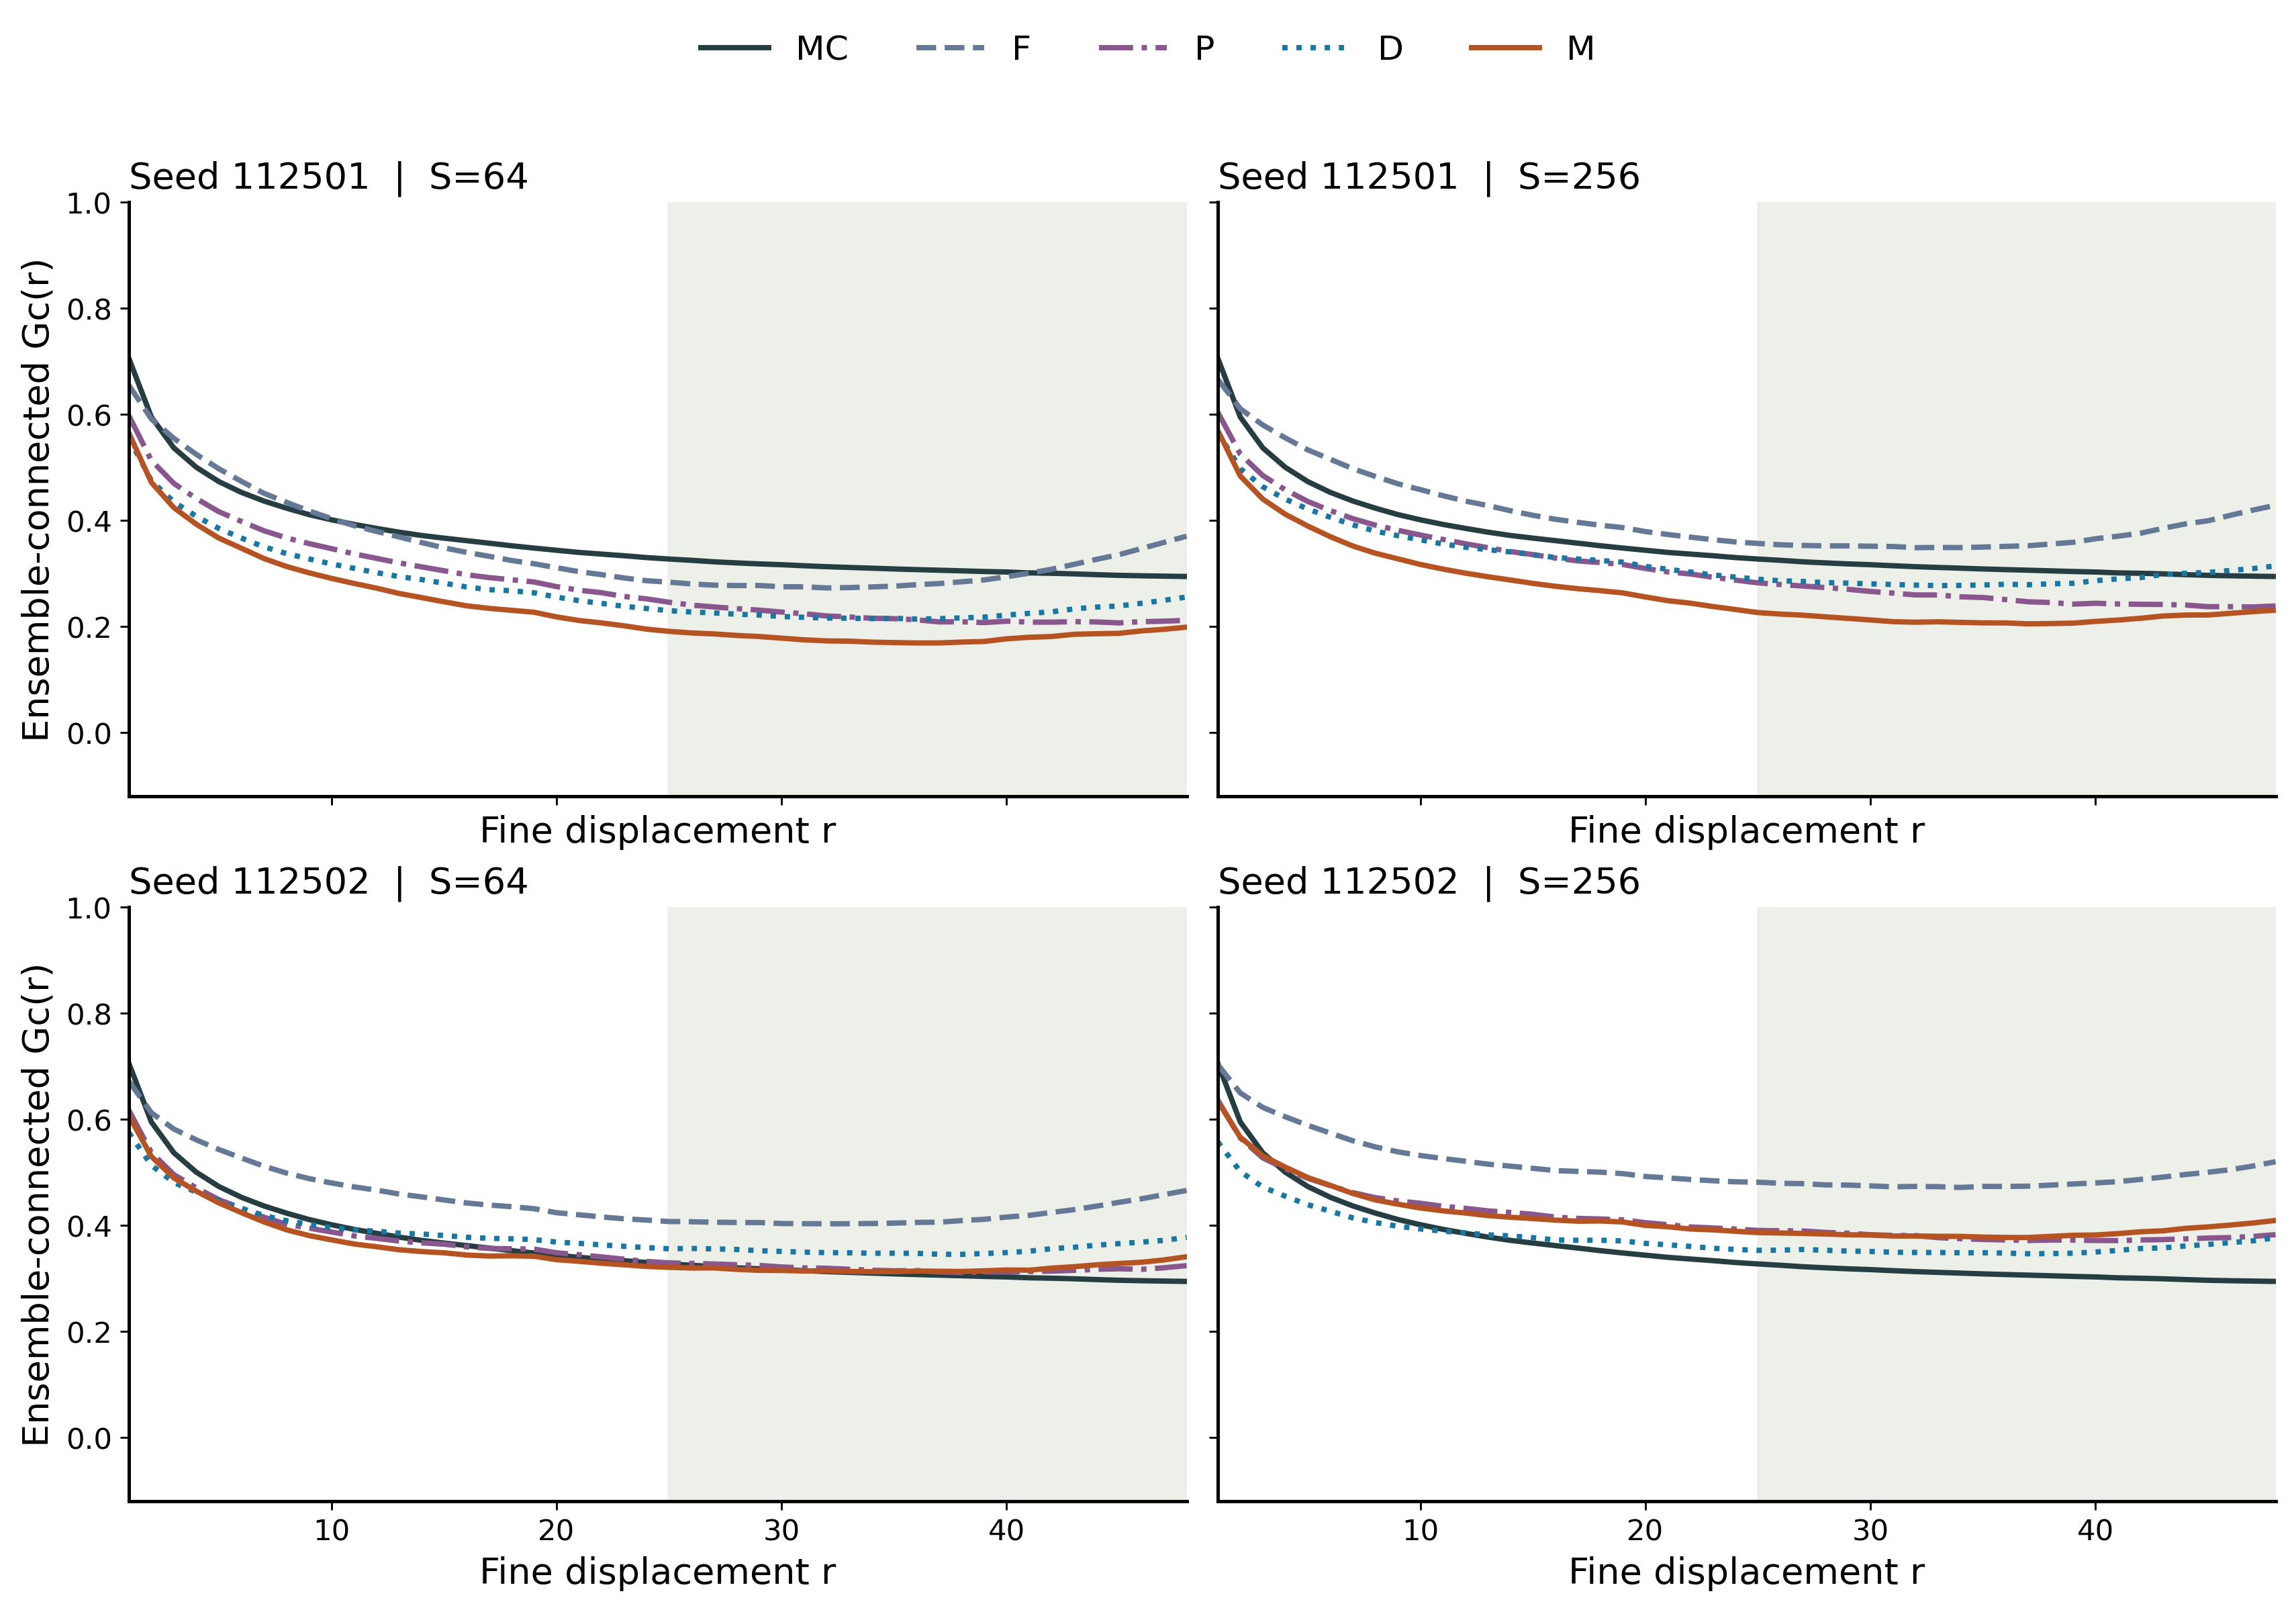 MC F P D M
Seed 112501 | S=64
Seed 112501 | S=256
Ensemble-connected Gc(r)
1.0
0.8
0.6
0.4
0.2
0.0
Fine displacement r
Fine displacement r
Seed 112502 | S=64
Seed 112502 | S=256
Ensemble-connected Gc(r)
1.0
0.8
0.6
0.4
0.2
0.0
10 20 30 40
10 20 30 40
Fine displacement r
Fine displacement r